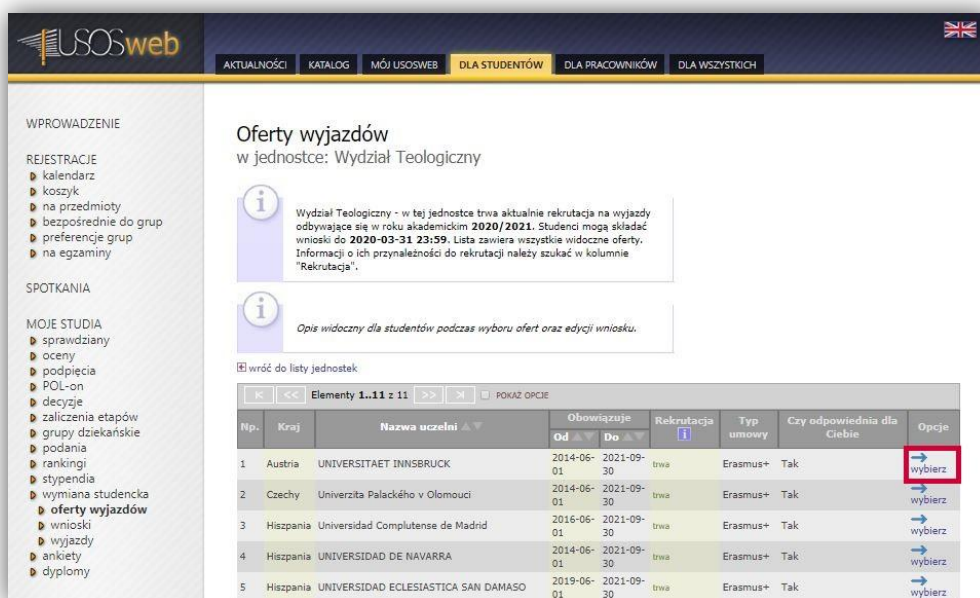 USOSweb
AKTUALNOŚCI KATALOG MÓJ USOSWEB DLA STUDENTÓW DLA PRACOWNIKÓW DLA WSZYSTKICH
WPROWADZENIE
REJESTRACJE
kalendarz
koszyk
na przedmioty
bezpośrednie do grup
preferencje grup
na egzaminy
SPOTKANIA
MOJE STUDIA
sprawdziany
oceny
podpięcia
POL-on
decyzje
zaliczenia etapów
grupy dziekańskie
podania
rankingi
stypendia
wymiana studencka
oferty wyjazdów
wnioski
wyjazdy
ankiety
dyplomy
Oferty wyjazdów
w jednostce: Wydział Teologiczny
i
Wydział Teologiczny - w tej jednostce trwa aktualnie rekrutacja na wyjazdy
odbywające się w roku akademickim 2020/2021. Studenci mogą składać
wnioski do 2020-03-31 23:59. Lista zawiera wszystkie widoczne oferty.
Informacji o ich przynależności do rekrutacji należy szukać w kolumnie
"Rekrutacja".
i
Opis widoczny dla studentów podczas wyboru ofert oraz edycji wniosku.
wróć do listy jednostek
K << Elementy 1..11 z 11 >> POKAŻ OPCJE
Np. Kraj Nazwa uczelni Obowiązuje Od Do Rekrutacja i Typ umowy Czy odpowiednia dla Ciebie Opcje
1 Austria UNIVERSITAET INNSBRUCK 2014-06-01 2021-09-30 trwa Erasmus+ Tak wybierz
2 Czechy Univerzita Palackého v Olomouci 2014-06-01 2021-09-30 trwa Erasmus+ Tak wybierz
3 Hiszpania Universidad Complutense de Madrid 2016-06-01 2021-09-30 trwa Erasmus+ Tak wybierz
4 Hiszpania UNIVERSIDAD DE NAVARRA 2014-06-01 2021-09-30 trwa Erasmus+ Tak wybierz
5 Hiszpania UNIVERSIDAD ECLESIASTICA SAN DAMASO 2019-06-01 2021-09-30 trwa Erasmus+ Tak wybierz